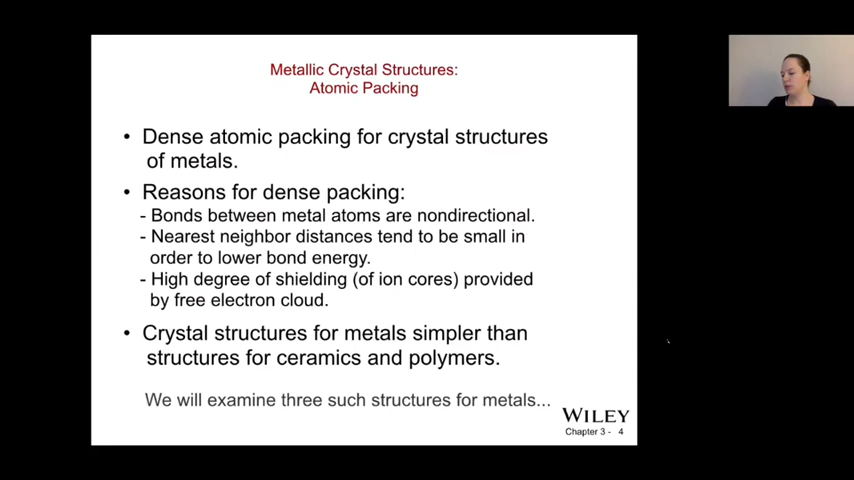 Metallic Crystal Structures:
Atomic Packing
• Dense atomic packing for crystal structures
of metals.
• Reasons for dense packing:
- Bonds between metal atoms are nondirectional.
- Nearest neighbor distances tend to be small in
order to lower bond energy.
- High degree of shielding (of ion cores) provided
by free electron cloud.
• Crystal structures for metals simpler than
structures for ceramics and polymers.
We will examine three such structures for metals...
WILEY
Chapter 3 - 4